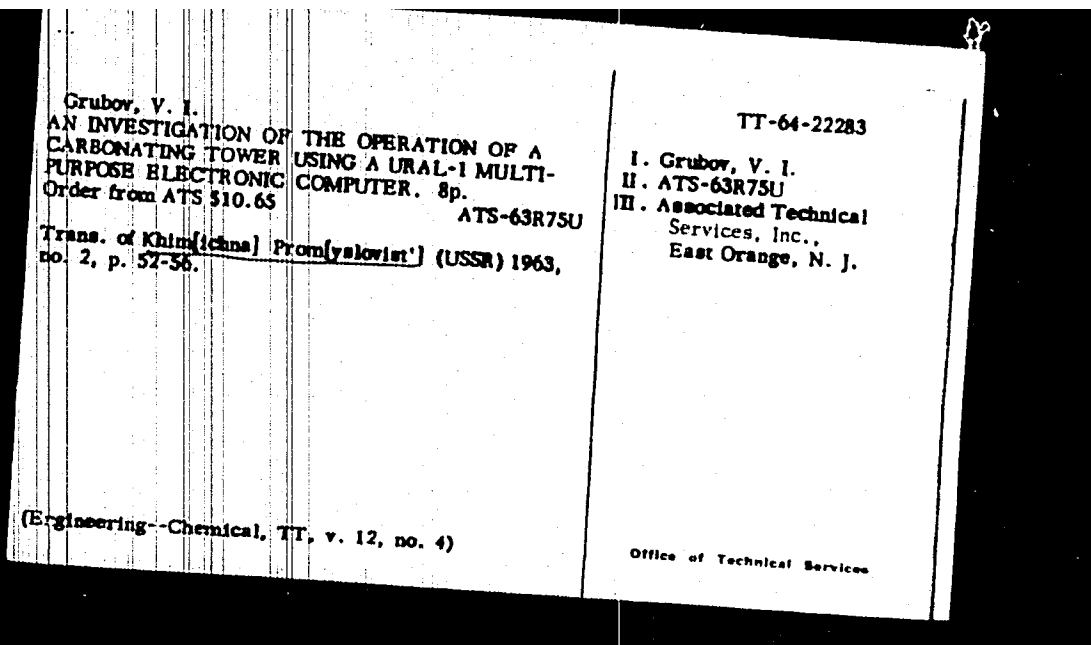 Grubov, V. I.
AN INVESTIGATION OF THE OPERATION OF A
CARBONATING TOWER USING A URAL-1 MULTI-
PURPOSE ELECTRONIC COMPUTER. 8p.
Order from ATS $10.65
ATS-63R75U
Trans. of Khim[ichna] Prom[yslovist'] (USSR) 1963,
no. 2, p. 52-56.
(Engineering--Chemical, TT, v. 12, no. 4)
TT-64-22283
I. Grubov, V. I.
II. ATS-63R75U
III. Associated Technical
Services, Inc.,
East Orange, N. J.
Office of Technical Services